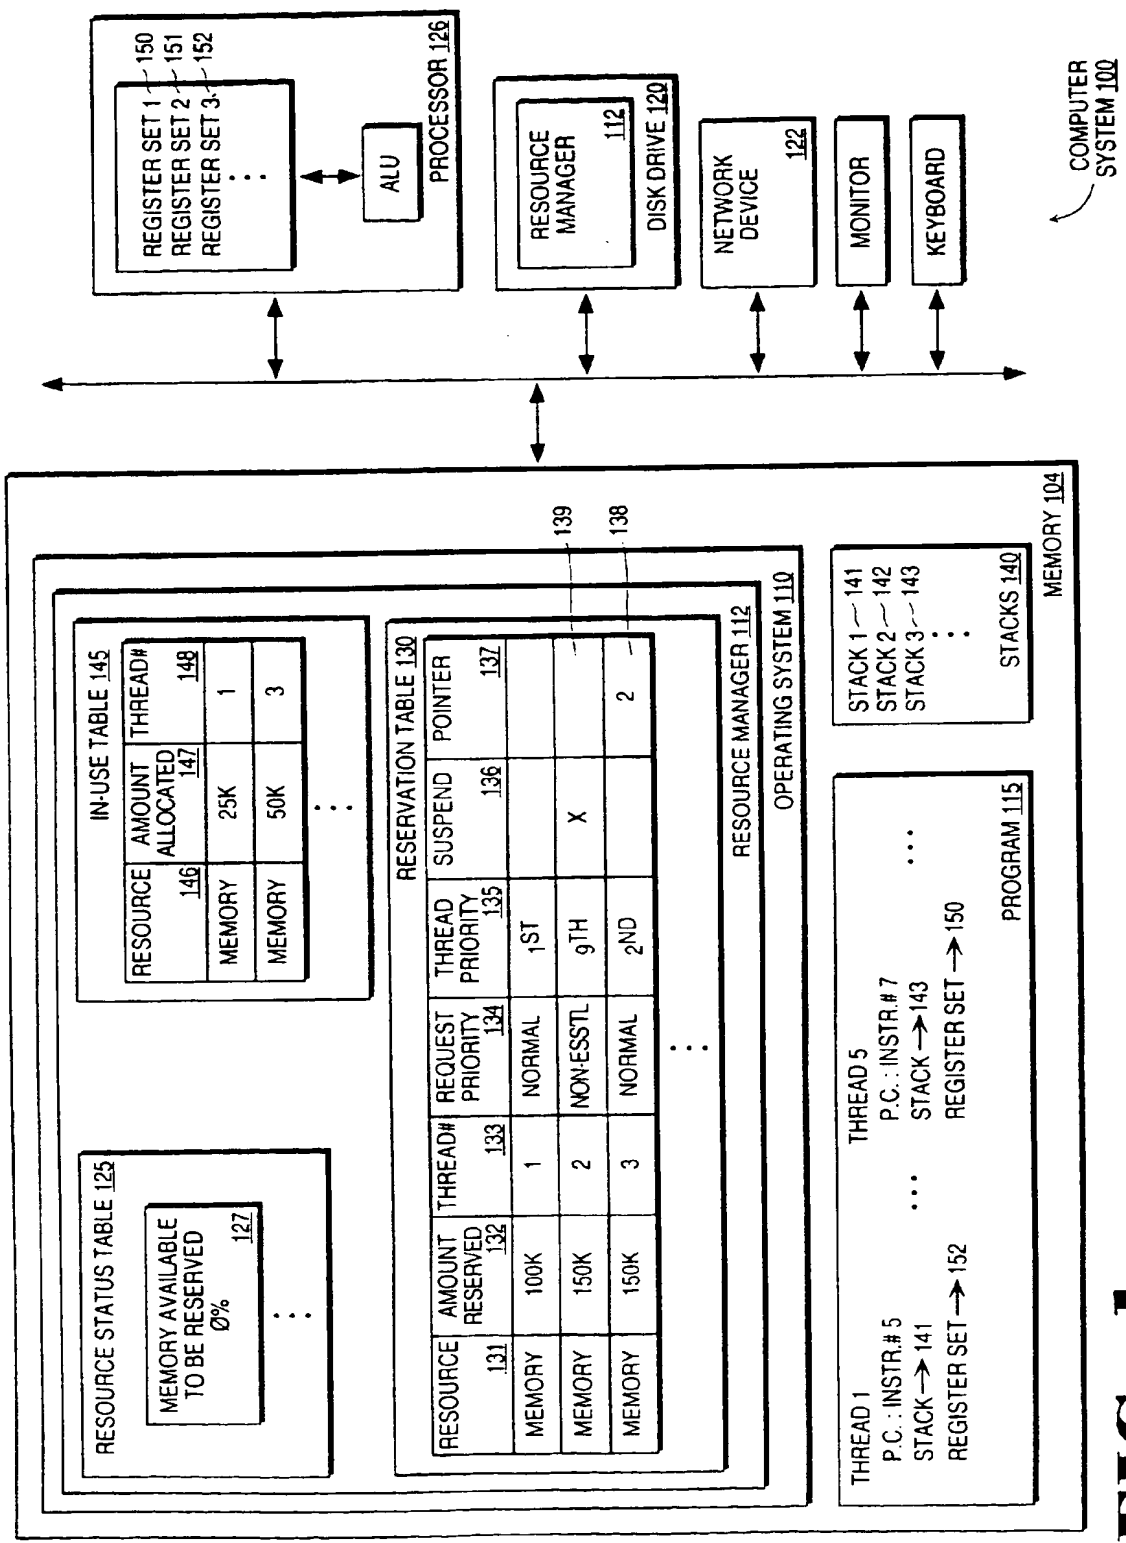 RESOURCE STATUS TABLE 125
MEMORY AVAILABLE
TO BE RESERVED
Ø% 127
IN-USE TABLE 145
RESOURCE 146 AMOUNT ALLOCATED 147 THREAD# 148
MEMORY 25K 1
MEMORY 50K 3
RESERVATION TABLE 130
RESOURCE 131 AMOUNT RESERVED 132 THREAD# 133 REQUEST PRIORITY 134 THREAD PRIORITY 135 SUSPEND 136 POINTER 137
MEMORY 100K 1 NORMAL 1ST
MEMORY 150K 2 NON-ESSTL 9TH X
139
MEMORY 150K 3 NORMAL 2ND 2
138
RESOURCE MANAGER 112
OPERATING SYSTEM 110
THREAD 1
P.C. : INSTR.# 5
STACK → 141
REGISTER SET → 152
...
THREAD 5
P.C. : INSTR.# 7
STACK → 143
REGISTER SET → 150
...
PROGRAM 115
STACK 1 141
STACK 2 142
STACK 3 143
STACKS 140
MEMORY 104
REGISTER SET 1 150
REGISTER SET 2 151
REGISTER SET 3 152
ALU
PROCESSOR 126
RESOURCE
MANAGER
112
DISK DRIVE 120
NETWORK
DEVICE
122
MONITOR
KEYBOARD
COMPUTER
SYSTEM 100